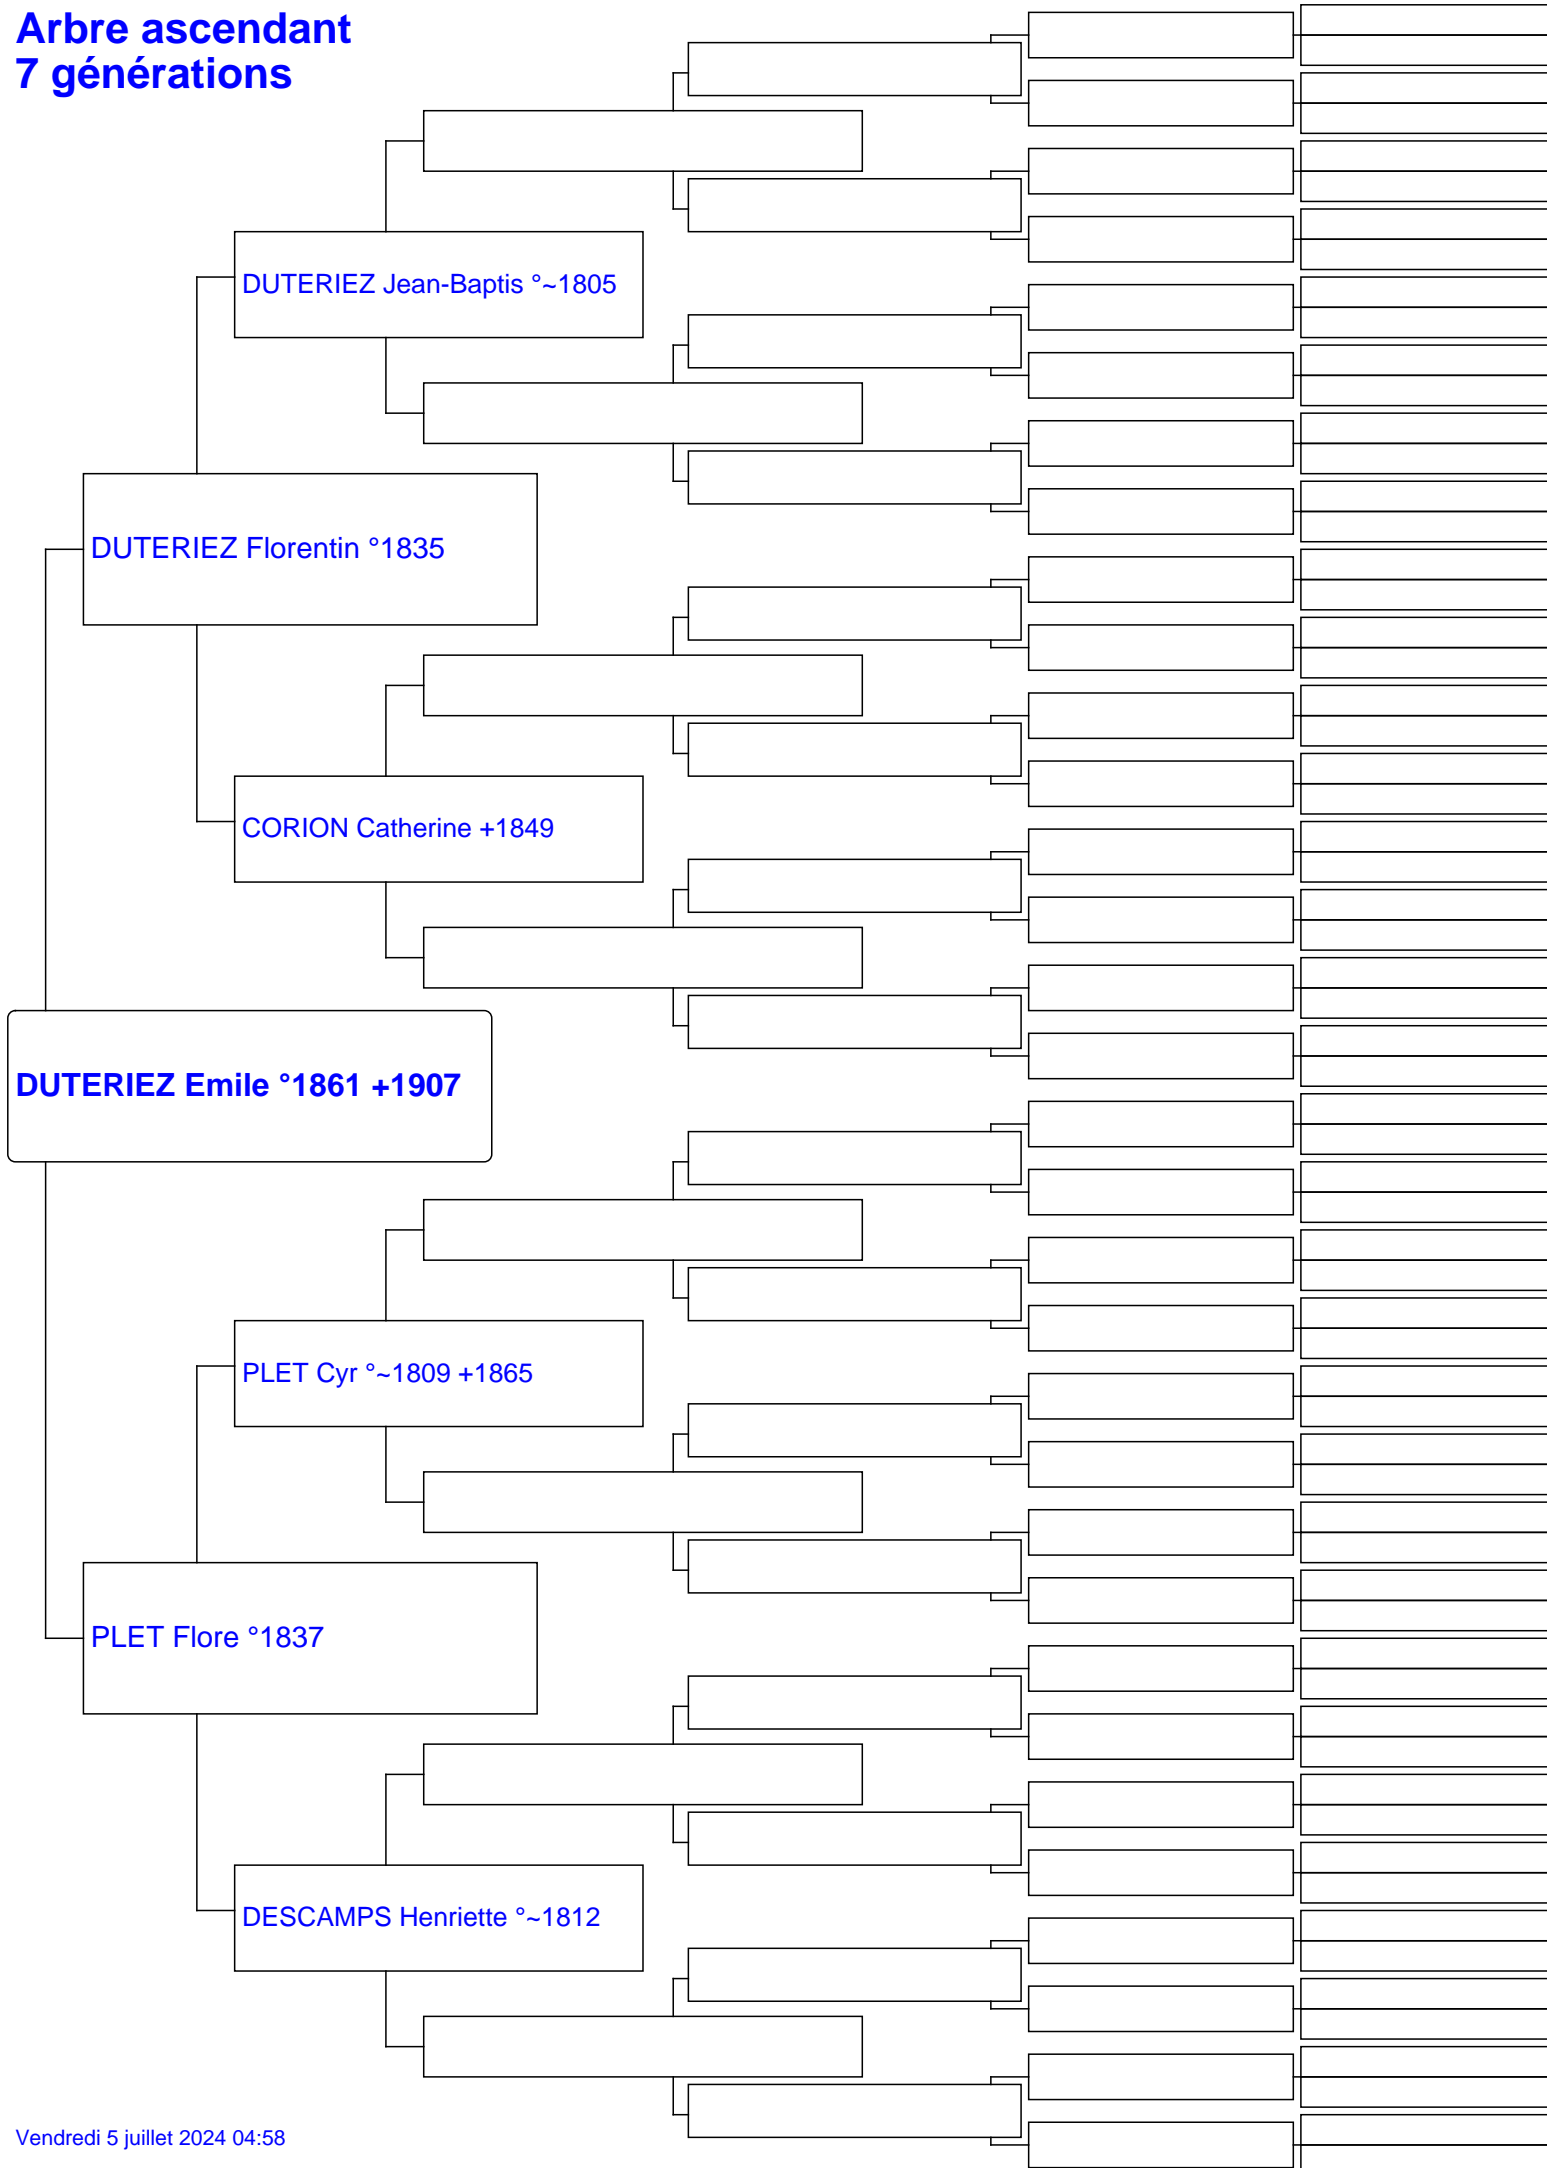 Arbre ascendant
7 générations
DUTERIEZ Jean-Baptis °~1805
DUTERIEZ Florentin °1835
CORION Catherine +1849
DUTERIEZ Emile °1861 +1907
PLET Cyr °~1809 +1865
PLET Flore °1837
DESCAMPS Henriette °~1812
Vendredi 5 juillet 2024 04:58